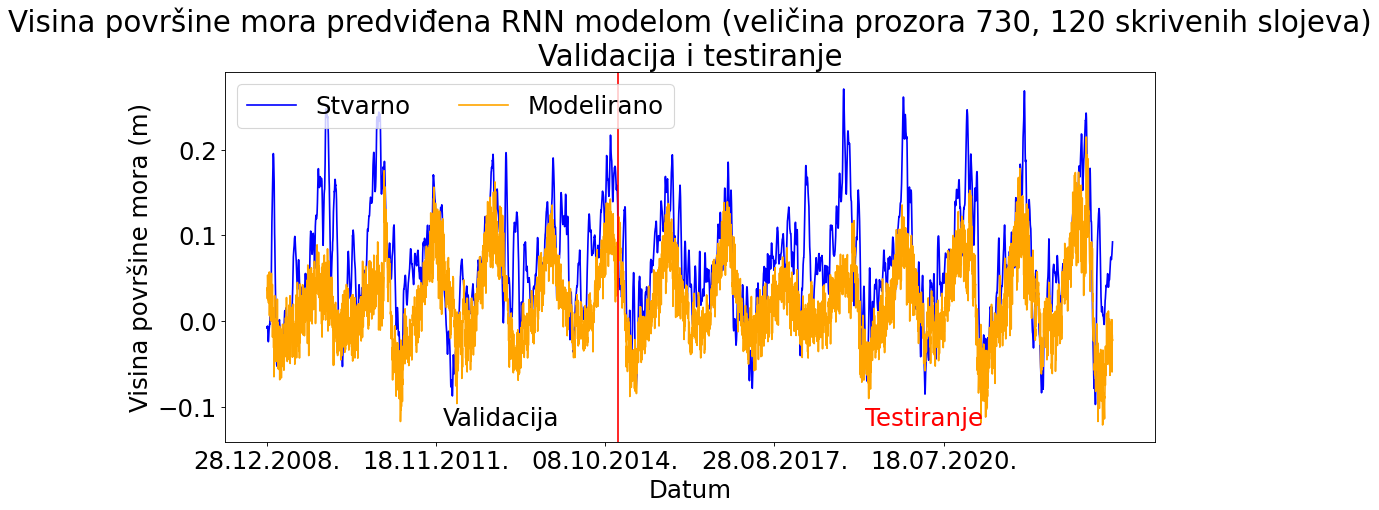 Visina površine mora predviđena RNN modelom (veličina prozora 730, 120 skrivenih slojeva)
Validacija i testiranje
Stvarno Modelirano
Visina površine mora (m)
0.2
0.1
0.0
−0.1
Validacija Testiranje
28.12.2008. 18.11.2011. 08.10.2014. 28.08.2017. 18.07.2020.
Datum